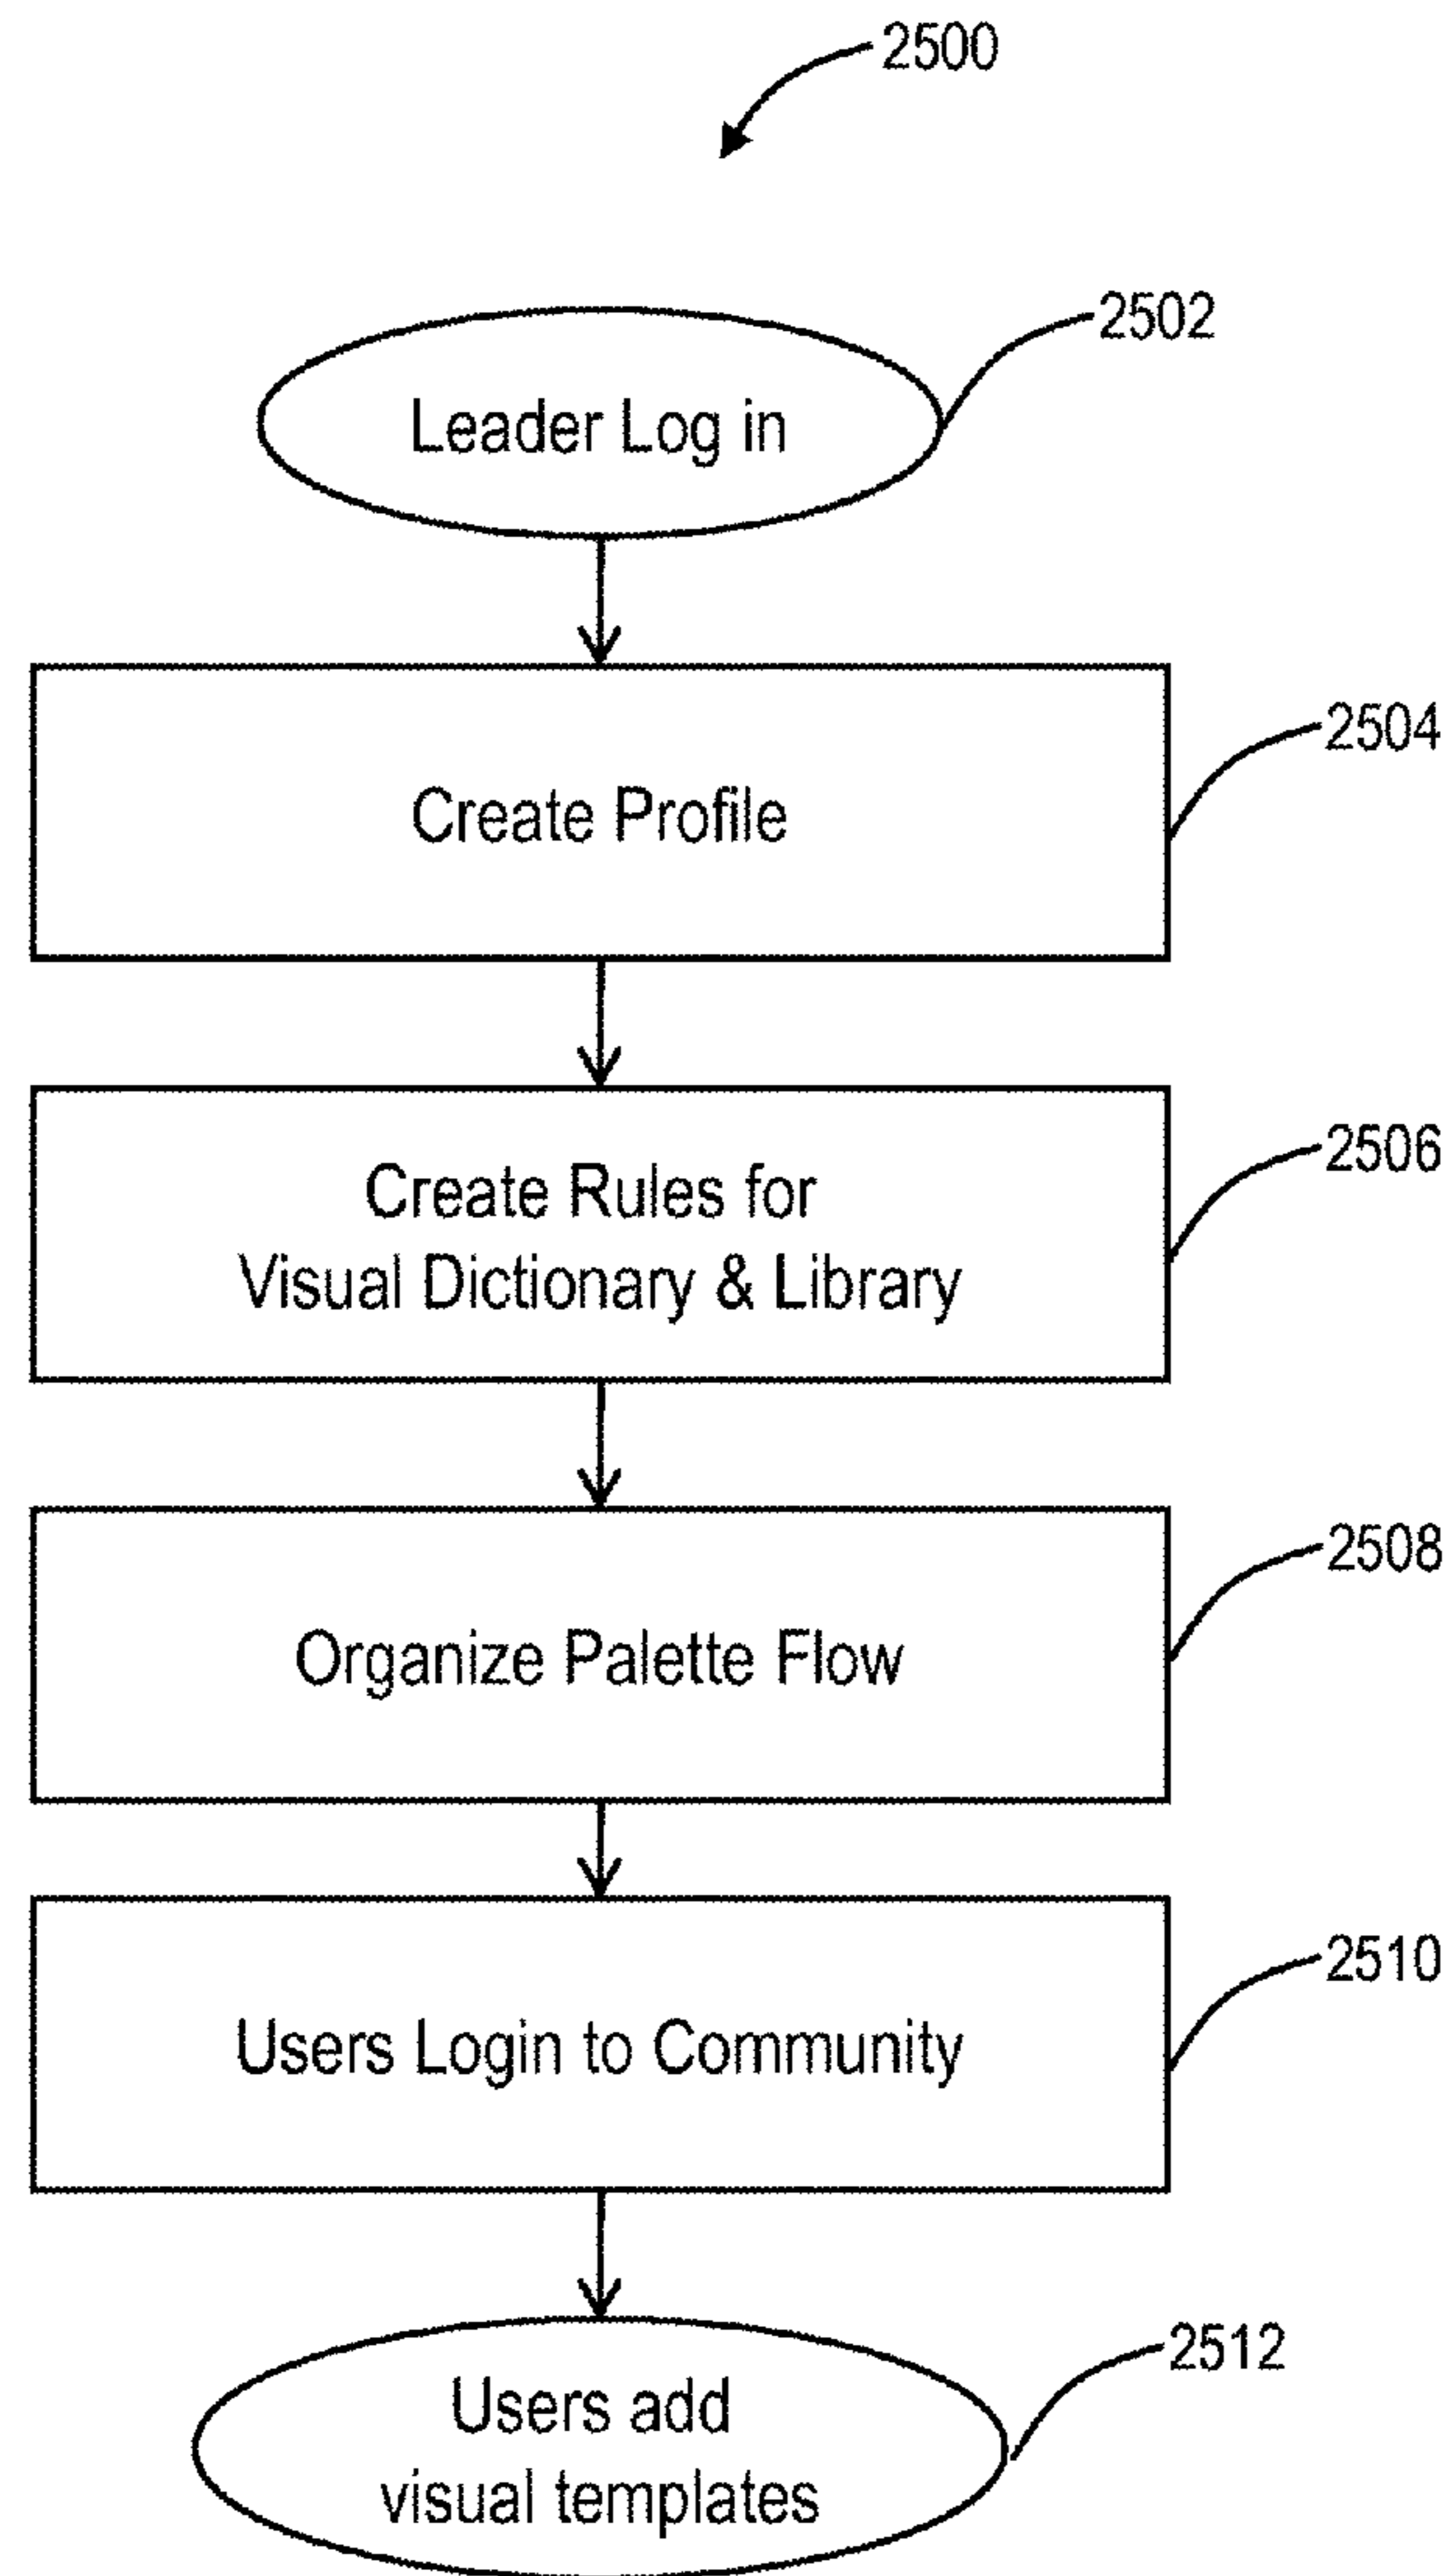 2500
2502
Leader Log in
2504
Create Profile
2506
Create Rules for
Visual Dictionary & Library
2508
Organize Palette Flow
2510
Users Login to Community
2512
Users add
visual templates